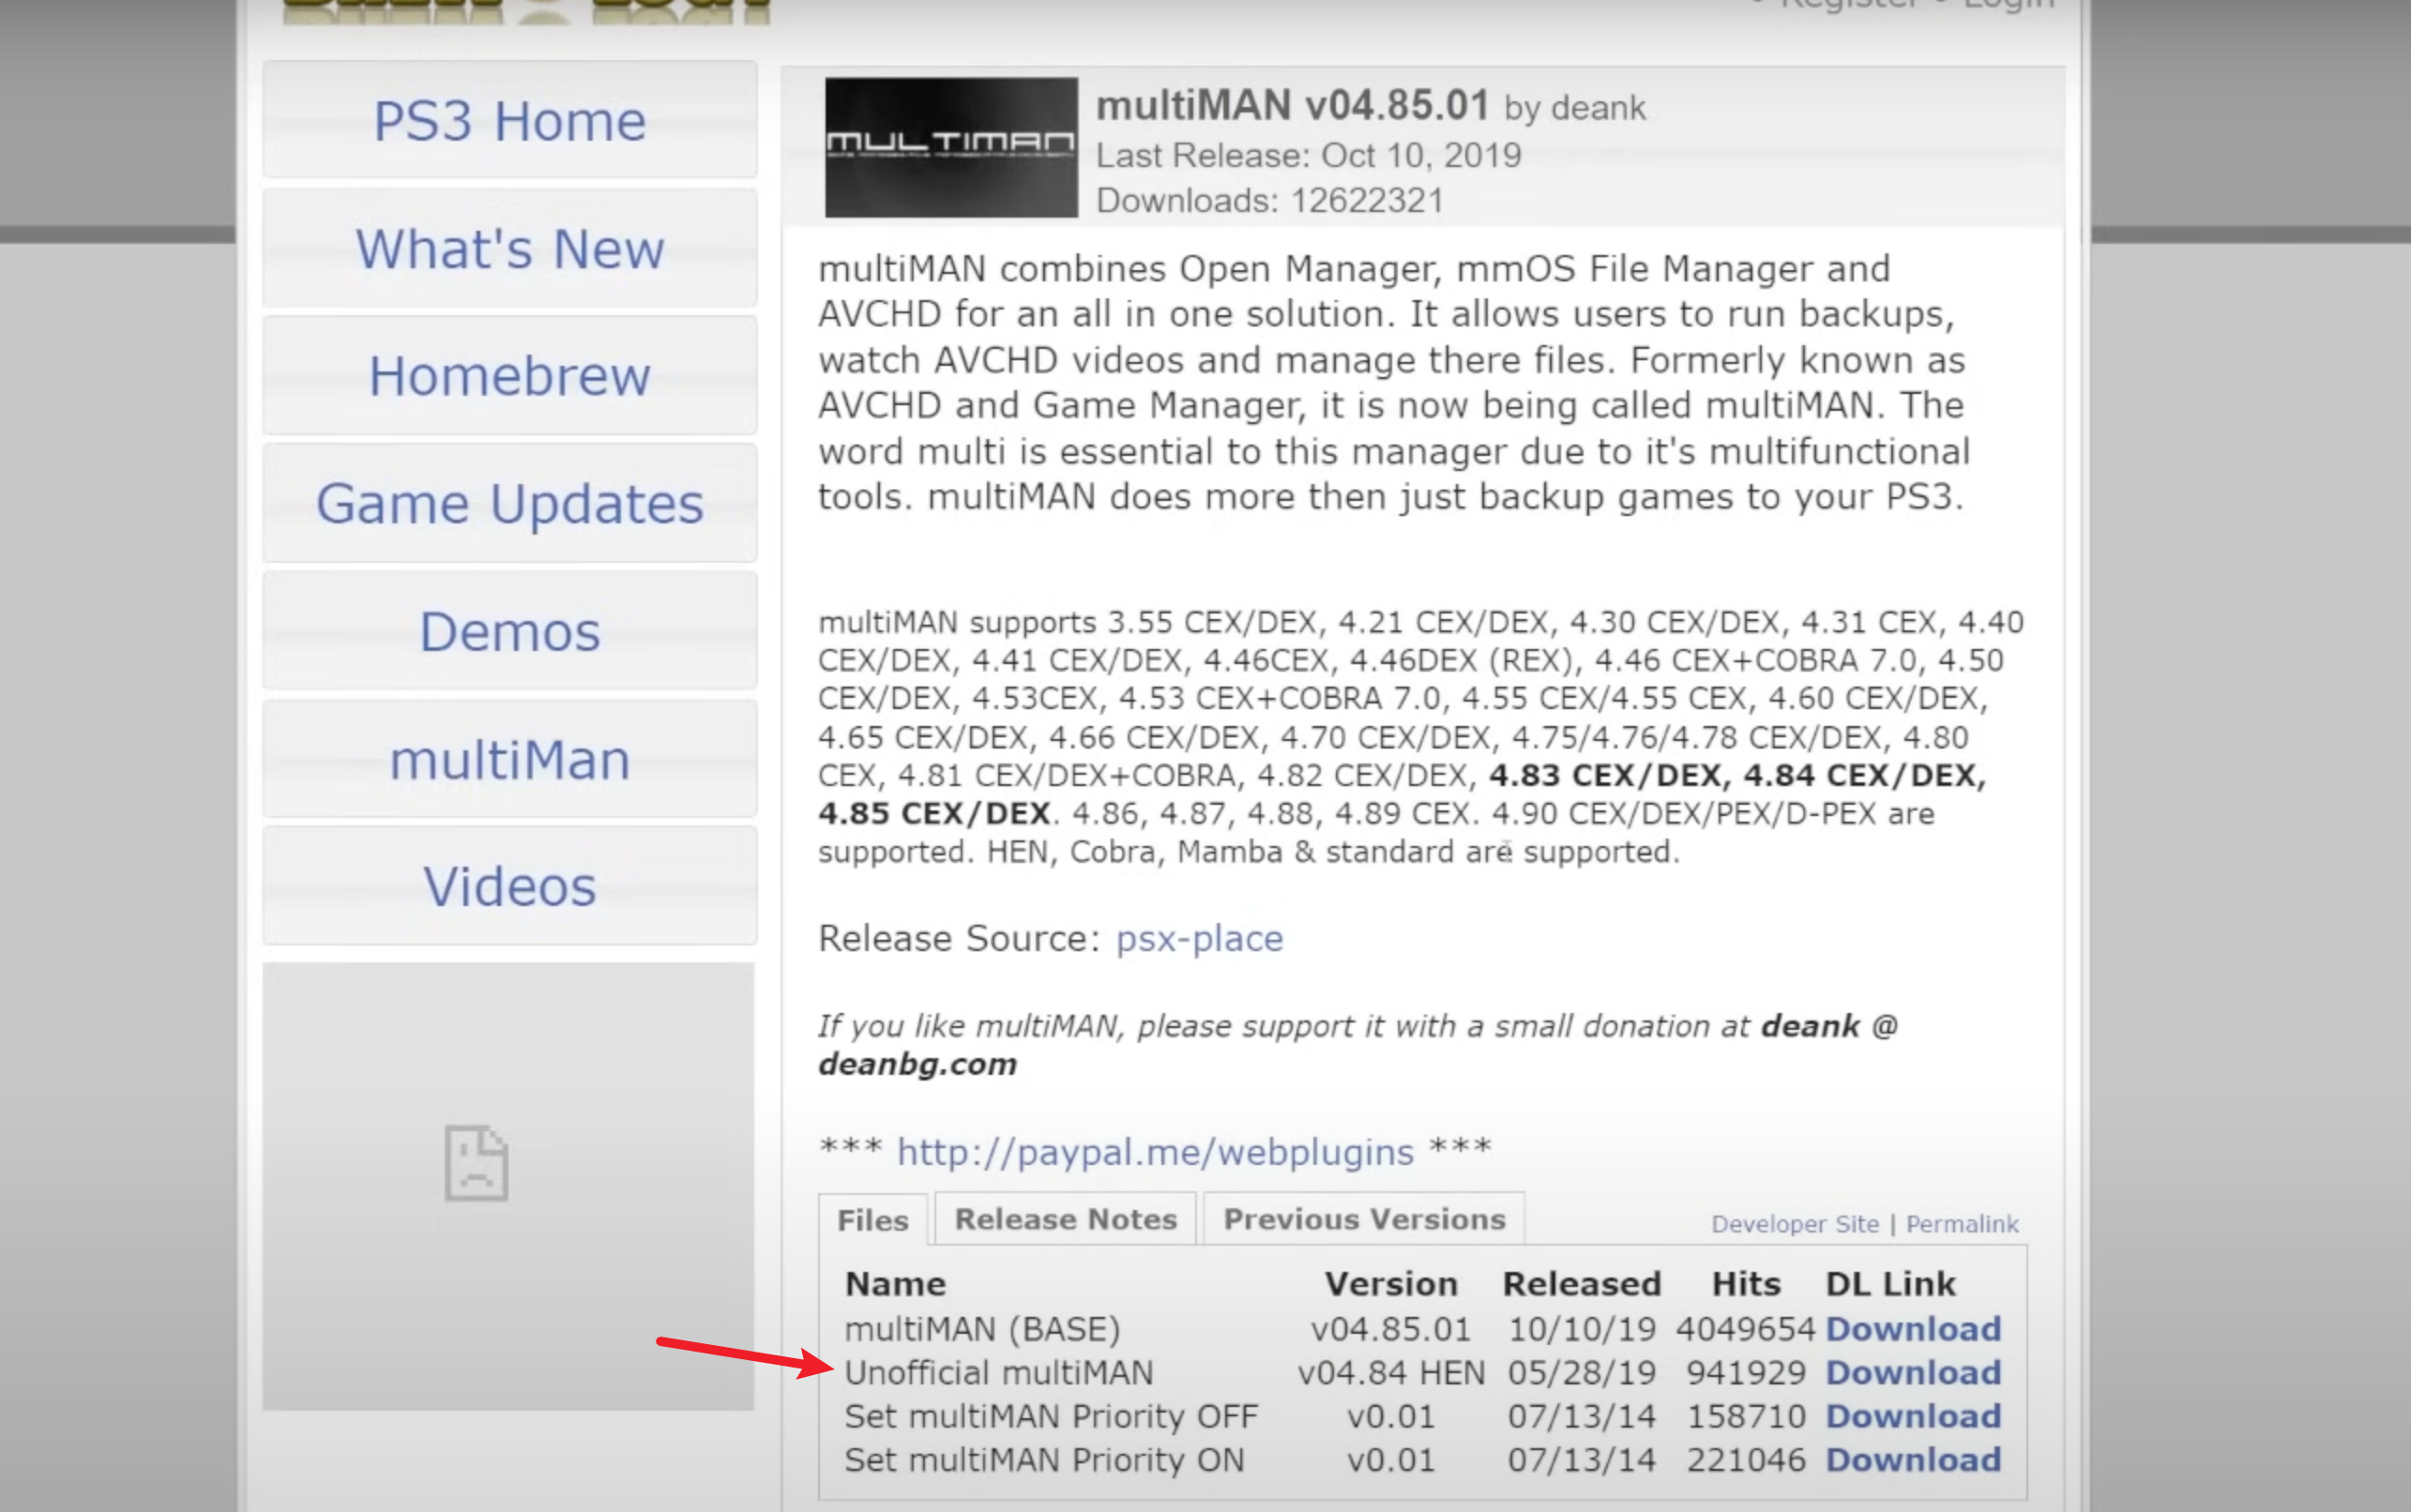 • Register • Login
PS3 Home
What's New
Homebrew
Game Updates
Demos
multiMan
Videos
MULTIMAN
multiMAN v04.85.01 by deank
Last Release: Oct 10, 2019
Downloads: 12622321
multiMAN combines Open Manager, mmOS File Manager and
AVCHD for an all in one solution. It allows users to run backups,
watch AVCHD videos and manage there files. Formerly known as
AVCHD and Game Manager, it is now being called multiMAN. The
word multi is essential to this manager due to it's multifunctional
tools. multiMAN does more then just backup games to your PS3.
multiMAN supports 3.55 CEX/DEX, 4.21 CEX/DEX, 4.30 CEX/DEX, 4.31 CEX, 4.40
CEX/DEX, 4.41 CEX/DEX, 4.46CEX, 4.46DEX (REX), 4.46 CEX+COBRA 7.0, 4.50
CEX/DEX, 4.53CEX, 4.53 CEX+COBRA 7.0, 4.55 CEX/4.55 CEX, 4.60 CEX/DEX,
4.65 CEX/DEX, 4.66 CEX/DEX, 4.70 CEX/DEX, 4.75/4.76/4.78 CEX/DEX, 4.80
CEX, 4.81 CEX/DEX+COBRA, 4.82 CEX/DEX, 4.83 CEX/DEX, 4.84 CEX/DEX,
4.85 CEX/DEX. 4.86, 4.87, 4.88, 4.89 CEX. 4.90 CEX/DEX/PEX/D-PEX are
supported. HEN, Cobra, Mamba & standard are supported.
Release Source: psx-place
If you like multiMAN, please support it with a small donation at deank @
deanbg.com
*** http://paypal.me/webplugins ***
Files Release Notes Previous Versions Developer Site | Permalink
Name Version Released Hits DL Link
multiMAN (BASE) v04.85.01 10/10/19 4049654 Download
Unofficial multiMAN v04.84 HEN 05/28/19 941929 Download
Set multiMAN Priority OFF v0.01 07/13/14 158710 Download
Set multiMAN Priority ON v0.01 07/13/14 221046 Download